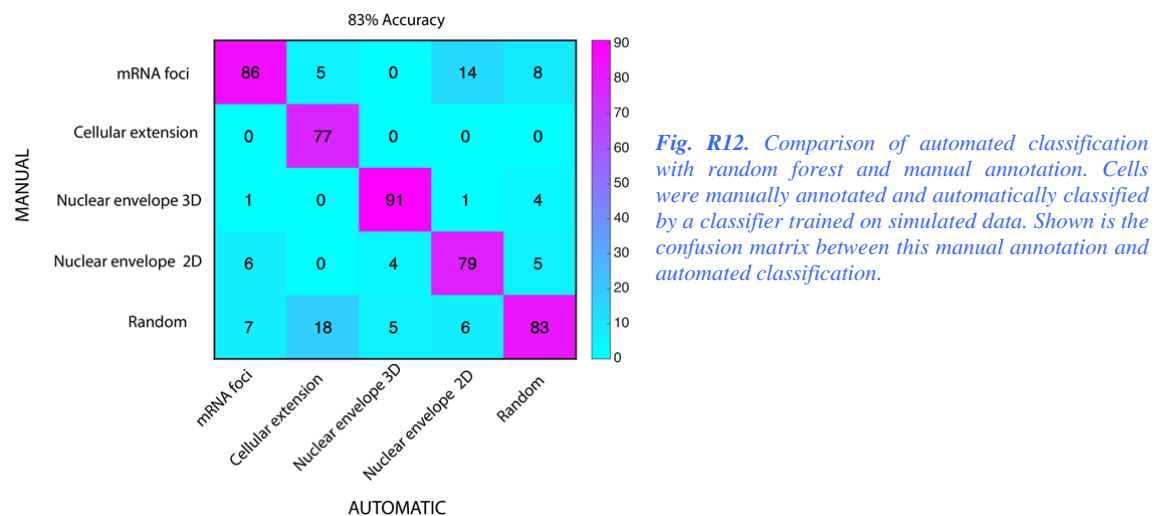 83% Accuracy
MANUAL
mRNA foci 86 5 0 14 8
Cellular extension 0 77 0 0 0
Nuclear envelope 3D 1 0 91 1 4
Nuclear envelope 2D 6 0 4 79 5
Random 7 18 5 6 83
mRNA foci
Cellular extension
Nuclear envelope 3D
Nuclear envelope 2D
Random
AUTOMATIC
90
80
70
60
50
40
30
20
10
0
Fig. R12. Comparison of automated classification
with random forest and manual annotation. Cells
were manually annotated and automatically classified
by a classifier trained on simulated data. Shown is the
confusion matrix between this manual annotation and
automated classification.